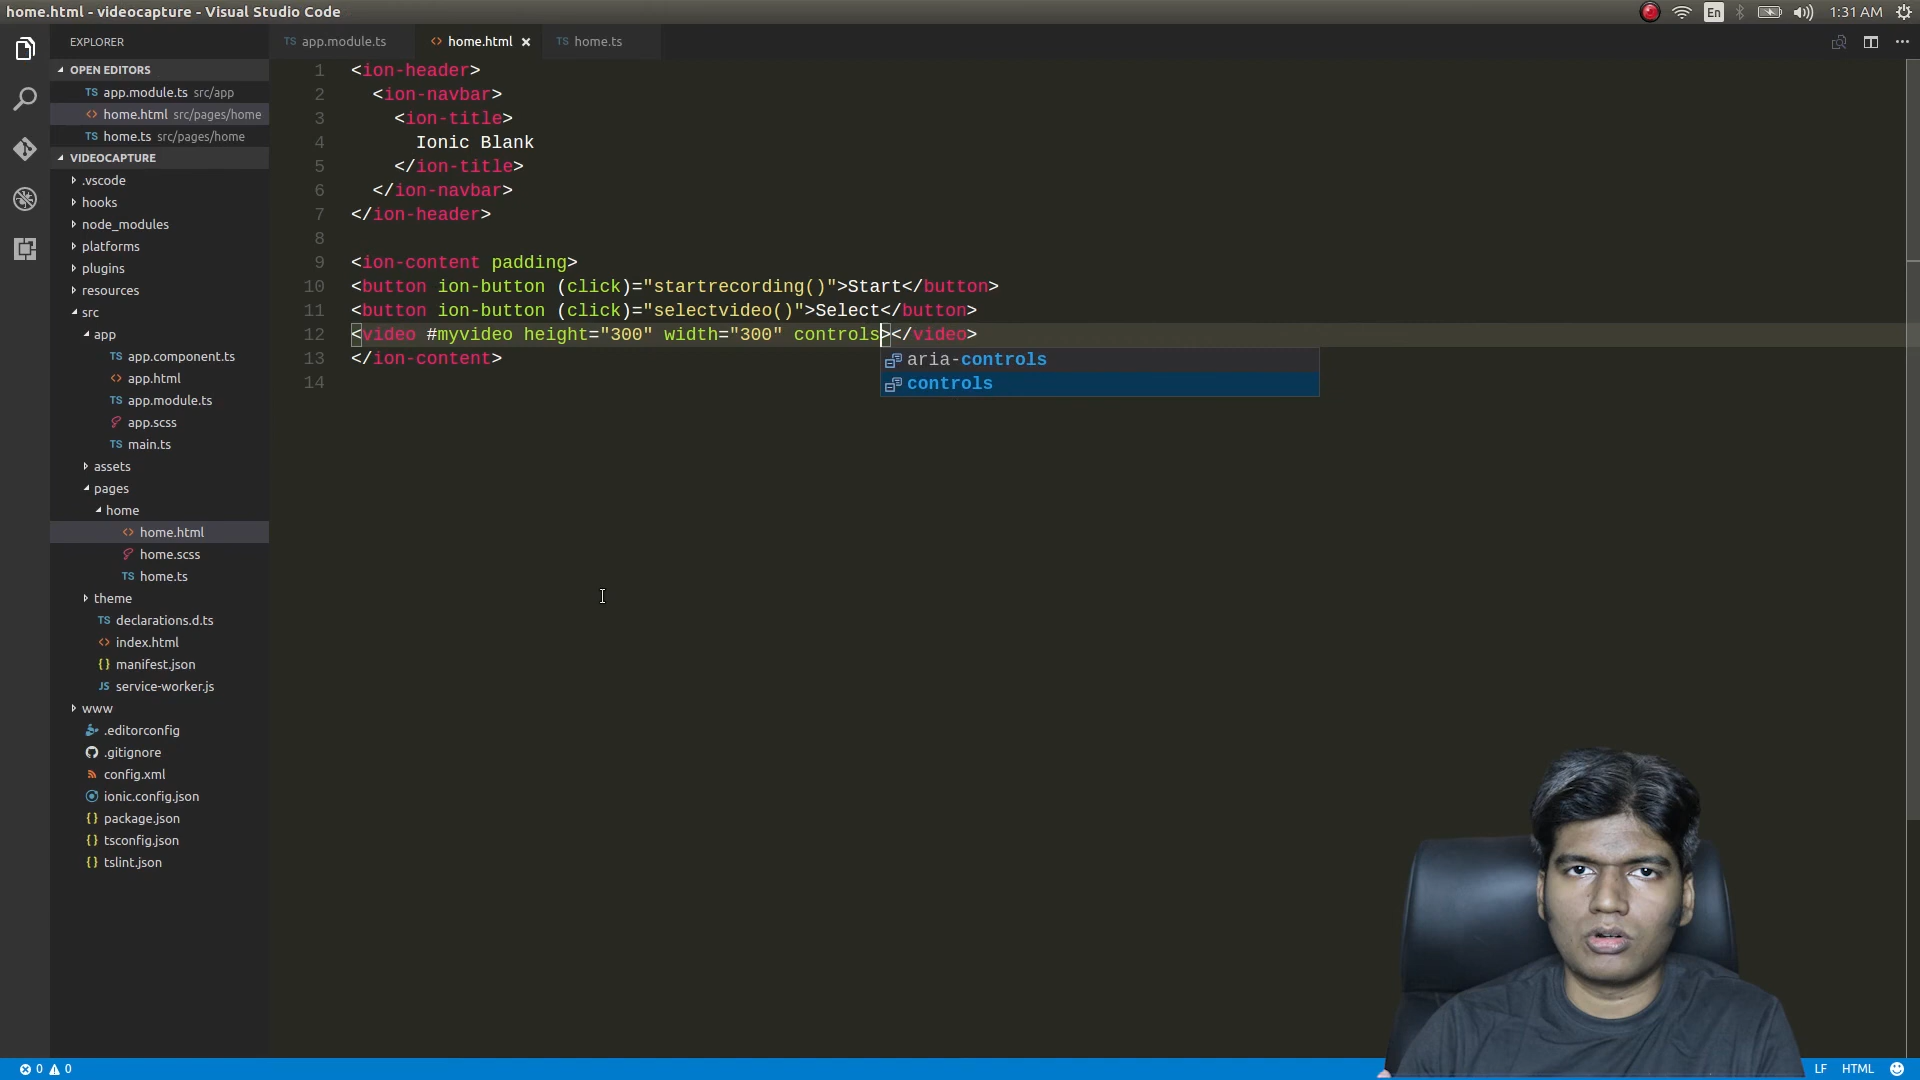 home.html - videocapture - Visual Studio Code
En
1:31 AM
EXPLORER
app.module.ts
home.html
home.ts
OPEN EDITORS
app.module.ts src/app
home.html src/pages/home
home.ts src/pages/home
VIDEOCAPTURE
.vscode
hooks
node_modules
platforms
plugins
resources
src
app
app.component.ts
app.html
app.module.ts
app.scss
main.ts
assets
pages
home
home.html
home.scss
home.ts
theme
declarations.d.ts
index.html
manifest.json
service-worker.js
www
.editorconfig
.gitignore
config.xml
ionic.config.json
package.json
tsconfig.json
tslint.json
1 <ion-header>
2 <ion-navbar>
3 <ion-title>
4 Ionic Blank
5 </ion-title>
6 </ion-navbar>
7 </ion-header>
8
9 <ion-content padding>
10 <button ion-button (click)="startrecording()">Start</button>
11 <button ion-button (click)="selectvideo()">Select</button>
12 <video #myvideo height="300" width="300" controls></video>
13 </ion-content>
14
aria-controls
controls
0 0
LF HTML